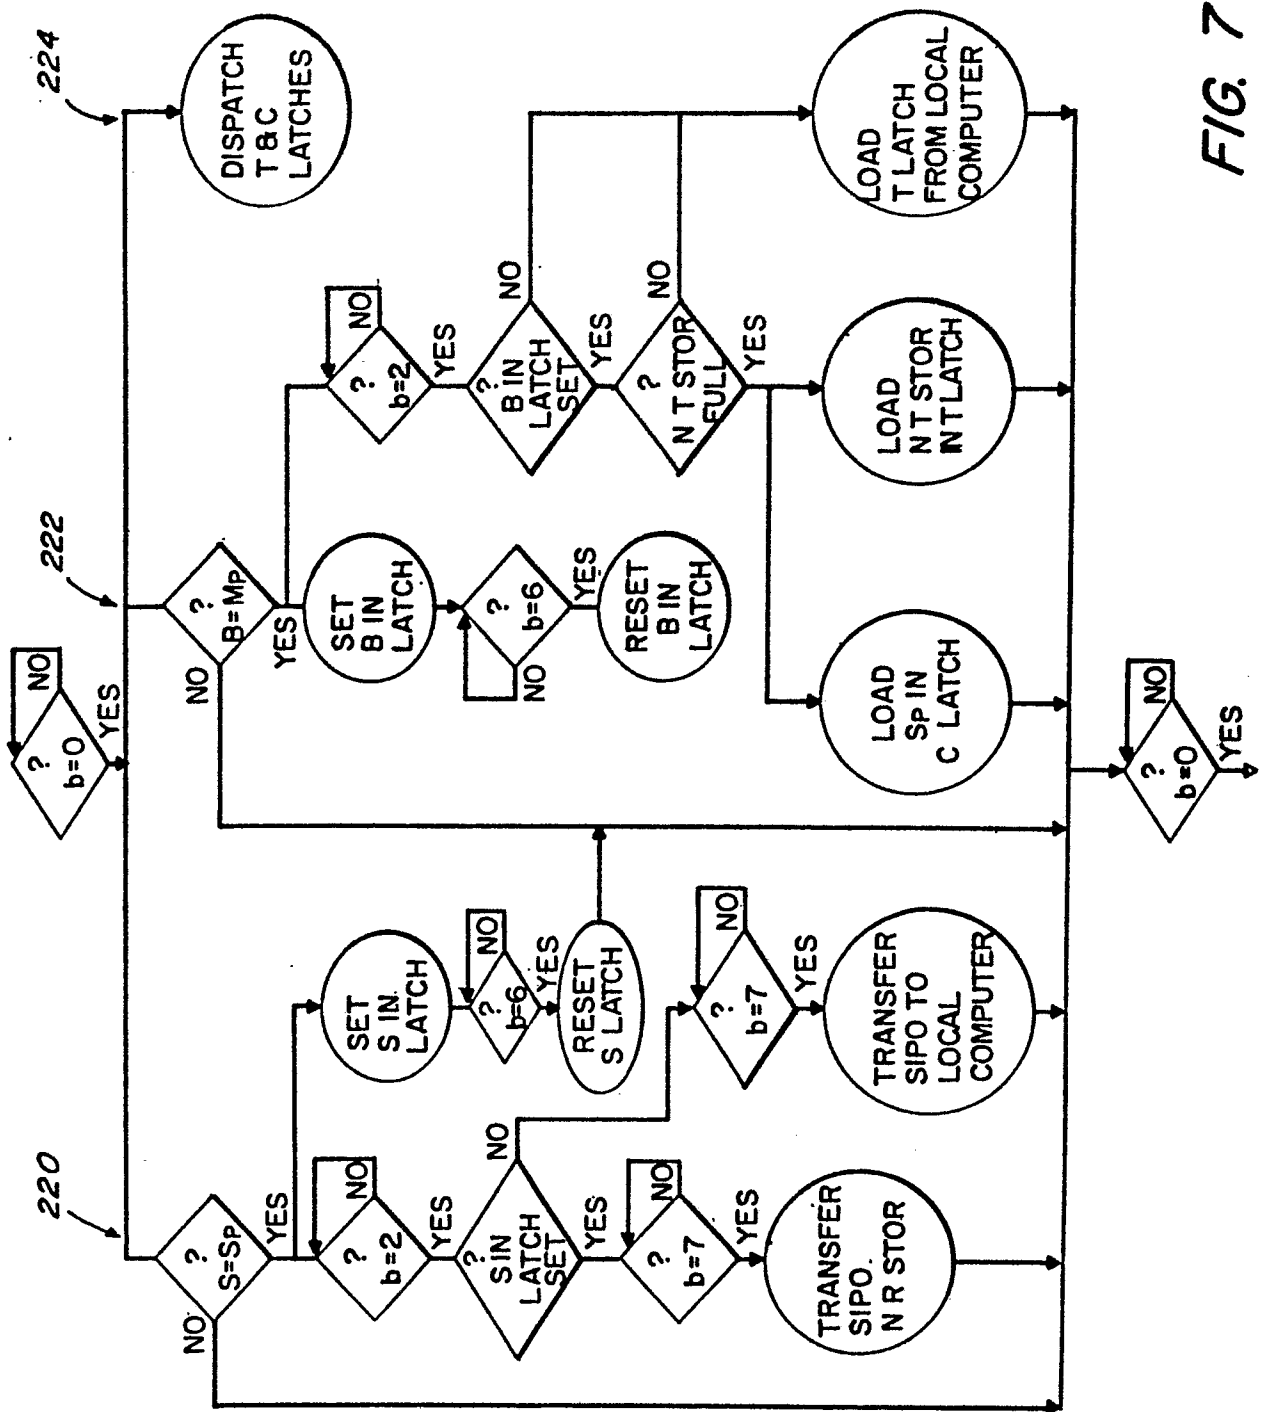 ?
b=0
NO
YES
220
222
224
?
S=SP
NO
YES
?
b=2
NO
YES
?
S IN
LATCH
SET
NO
YES
?
b=7
NO
YES
TRANSFER
SIPO.
N R STOR
SET
S IN
LATCH
?
b=6
NO
YES
RESET
S LATCH
?
b=7
NO
YES
TRANSFER
SIPO TO
LOCAL
COMPUTER
?
B=MP
NO
YES
SET
B IN
LATCH
?
b=6
NO
YES
RESET
B IN
LATCH
?
b=2
NO
YES
?
B IN
LATCH
SET
NO
YES
?
N T STOR
FULL
NO
YES
LOAD
SP IN
C LATCH
LOAD
N T STOR
IN T LATCH
LOAD
T LATCH
FROM LOCAL
COMPUTER
DISPATCH
T & C
LATCHES
?
b=0
NO
YES
FIG. 7